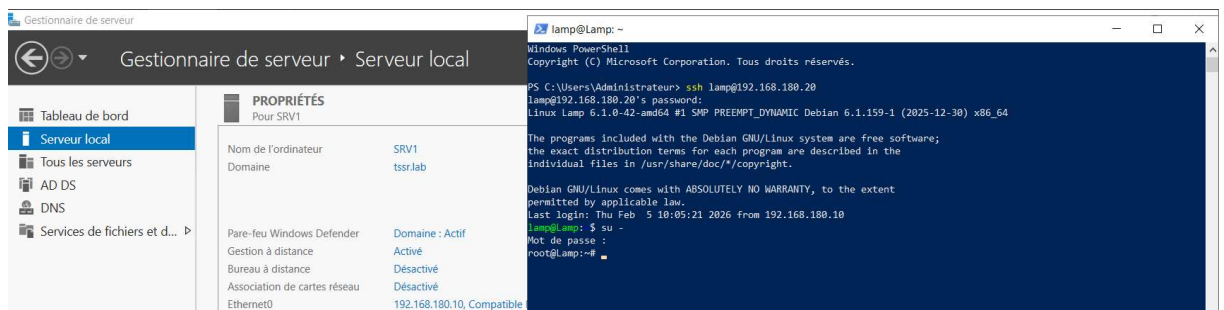 Gestionnaire de serveur
Gestionnaire de serveur • Serveur local
Tableau de bord
Serveur local
Tous les serveurs
AD DS
DNS
Services de fichiers et d...
PROPRIÉTÉS
Pour SRV1
Nom de l'ordinateur SRV1
Domaine tssr.lab
Pare-feu Windows Defender Domaine : Actif
Gestion à distance Activé
Bureau à distance Désactivé
Association de cartes réseau Désactivé
Ethernet0 192.168.180.10, Compatible
lamp@Lamp: ~
Windows PowerShell
Copyright (C) Microsoft Corporation. Tous droits réservés.
PS C:\Users\Administrateur> ssh lamp@192.168.180.20
lamp@192.168.180.20's password:
Linux Lamp 6.1.0-42-amd64 #1 SMP PREEMPT_DYNAMIC Debian 6.1.159-1 (2025-12-30) x86_64
The programs included with the Debian GNU/Linux system are free software;
the exact distribution terms for each program are described in the
individual files in /usr/share/doc/*/copyright.
Debian GNU/Linux comes with ABSOLUTELY NO WARRANTY, to the extent
permitted by applicable law.
Last login: Thu Feb  5 10:05:21 2026 from 192.168.180.10
lamp@Lamp: $ su -
Mot de passe :
root@Lamp:~#